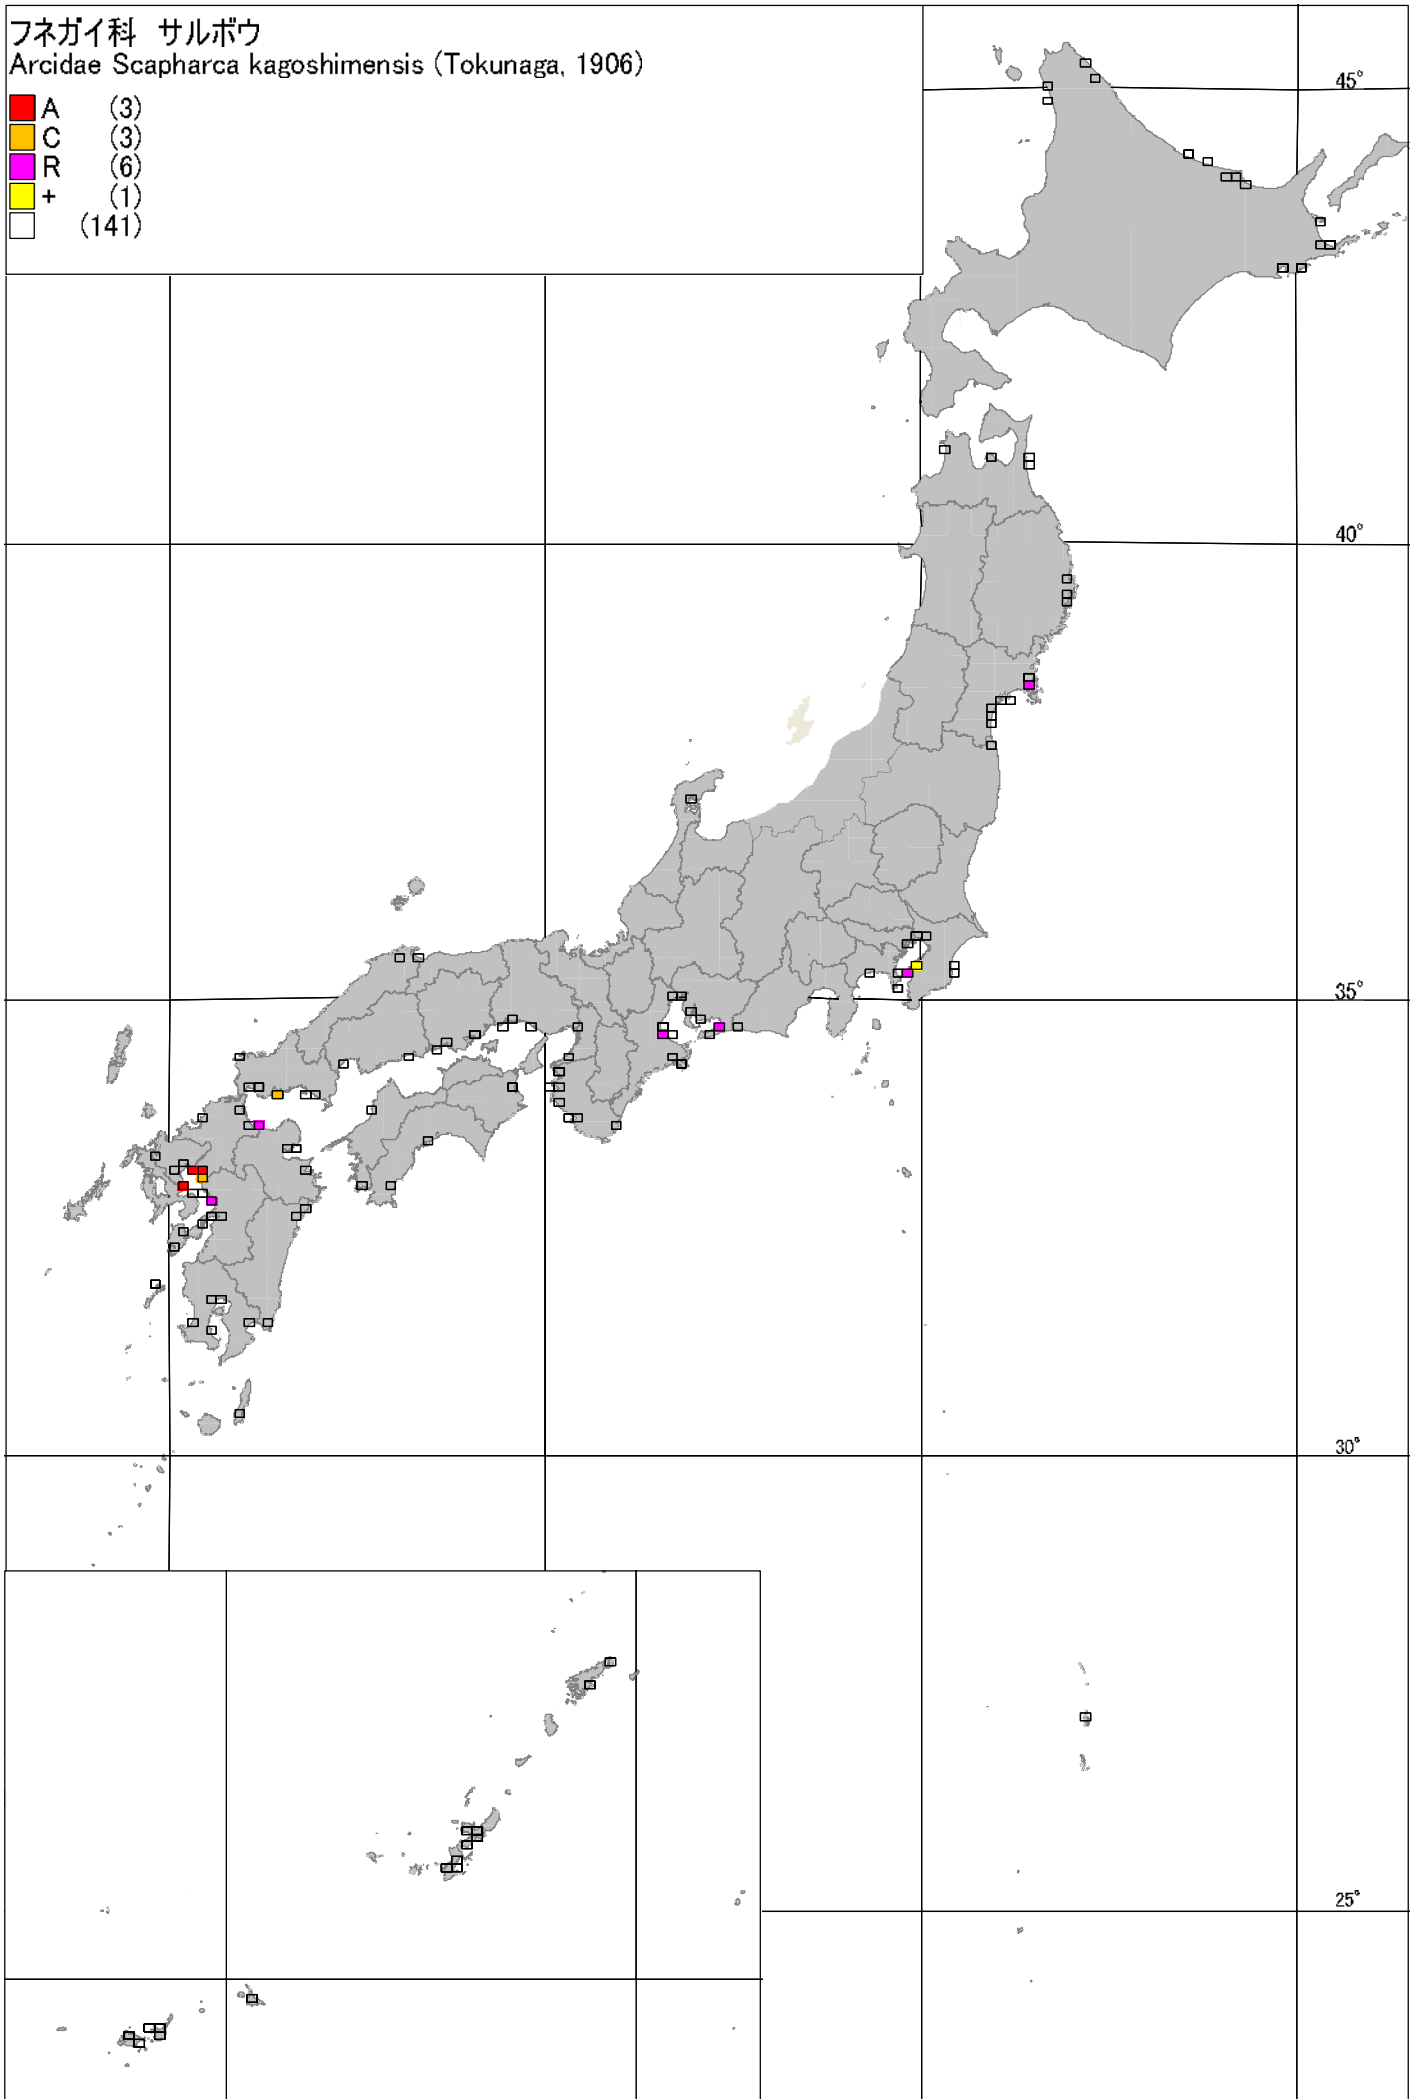 フネガイ科 サルボウ
Arcidae Scapharca kagoshimensis (Tokunaga, 1906)
A (3)
C (3)
R (6)
+ (1)
(141)
45°
40°
35°
30°
25°